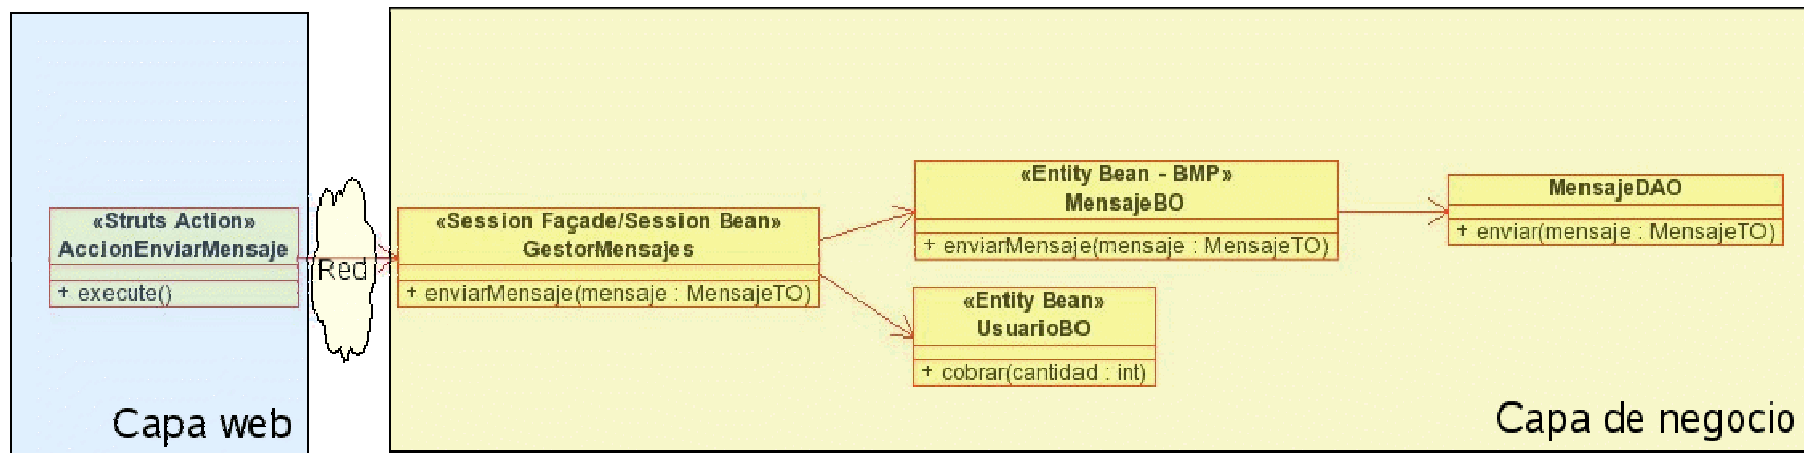 «Struts Action»
AccionEnviarMensaje
+ execute()
Capa web
Red
«Session Façade/Session Bean»
GestorMensajes
+ enviarMensaje(mensaje : MensajeTO)
«Entity Bean - BMP»
MensajeBO
+ enviarMensaje(mensaje : MensajeTO)
«Entity Bean»
UsuarioBO
+ cobrar(cantidad : int)
MensajeDAO
+ enviar(mensaje : MensajeTO)
Capa de negocio